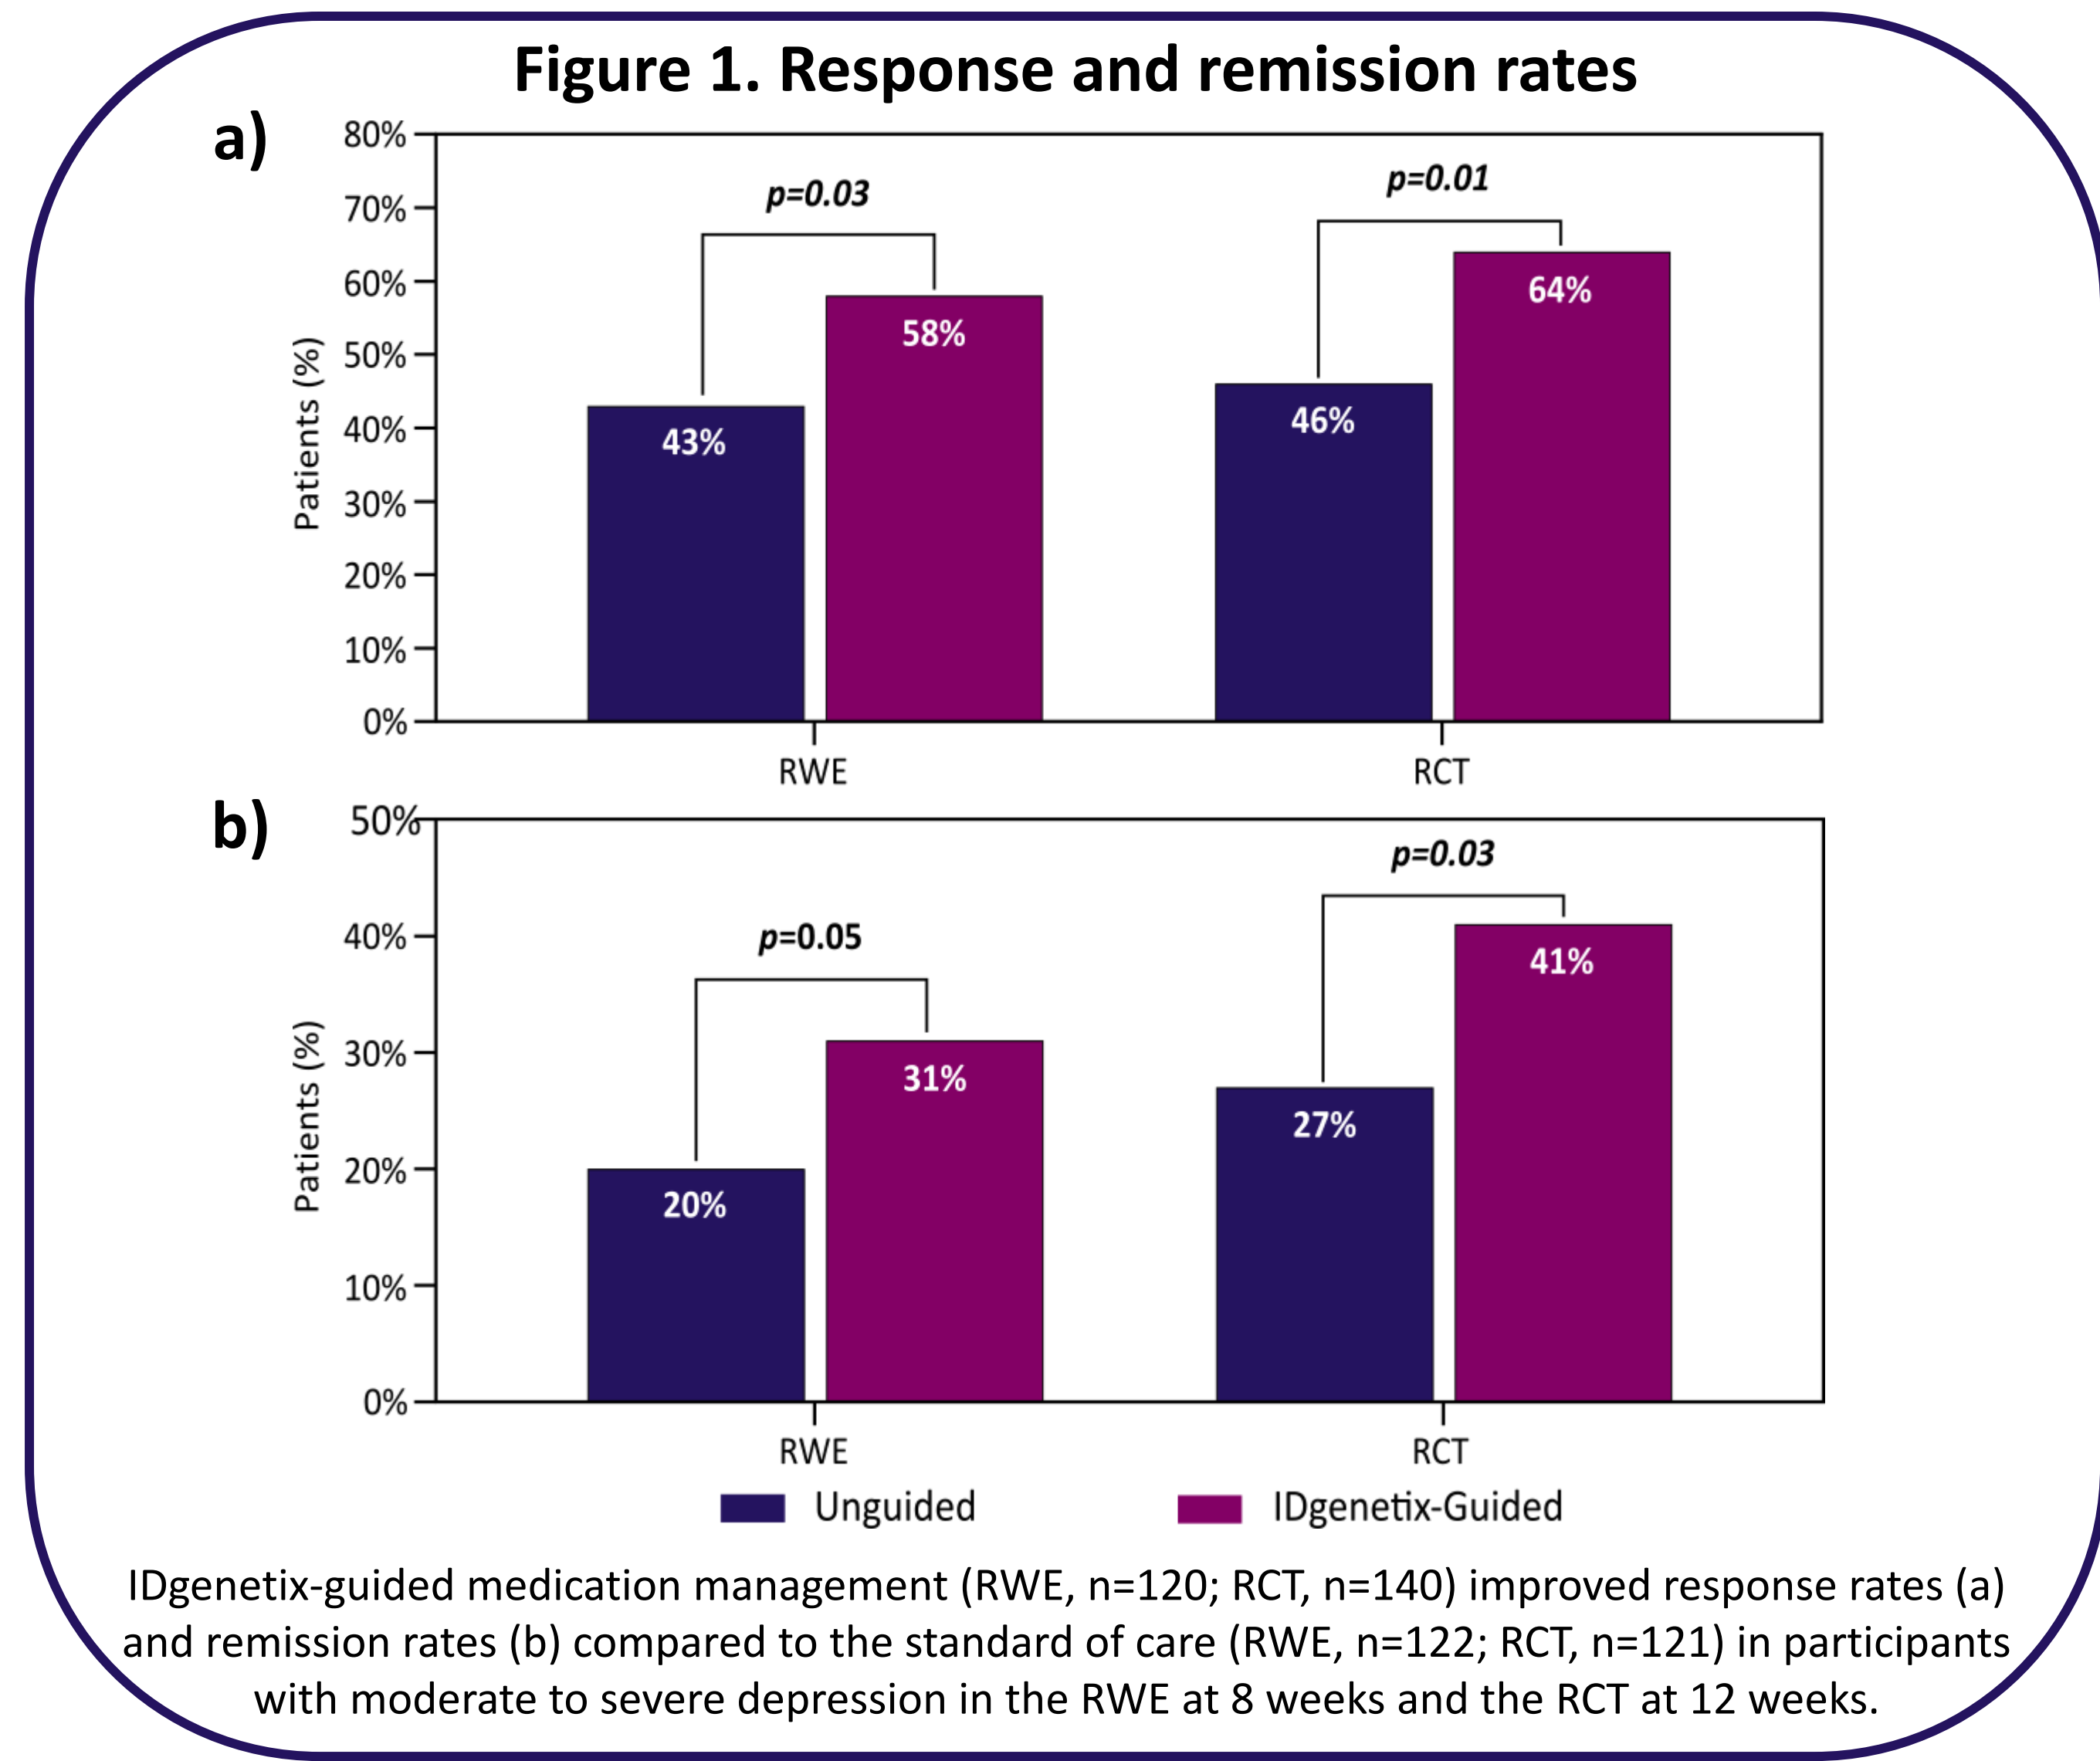 Figure 1. Response and remission rates
a)
80%
70%
60%
50%
40%
30%
20%
10%
0%
Patients (%)
p=0.03
p=0.01
43%
58%
46%
64%
RWE
RCT
b)
50%
40%
30%
20%
10%
0%
Patients (%)
p=0.05
p=0.03
20%
31%
27%
41%
RWE
RCT
Unguided
IDgenetix-Guided
IDgenetix-guided medication management (RWE, n=120; RCT, n=140) improved response rates (a)
and remission rates (b) compared to the standard of care (RWE, n=122; RCT, n=121) in participants
with moderate to severe depression in the RWE at 8 weeks and the RCT at 12 weeks.